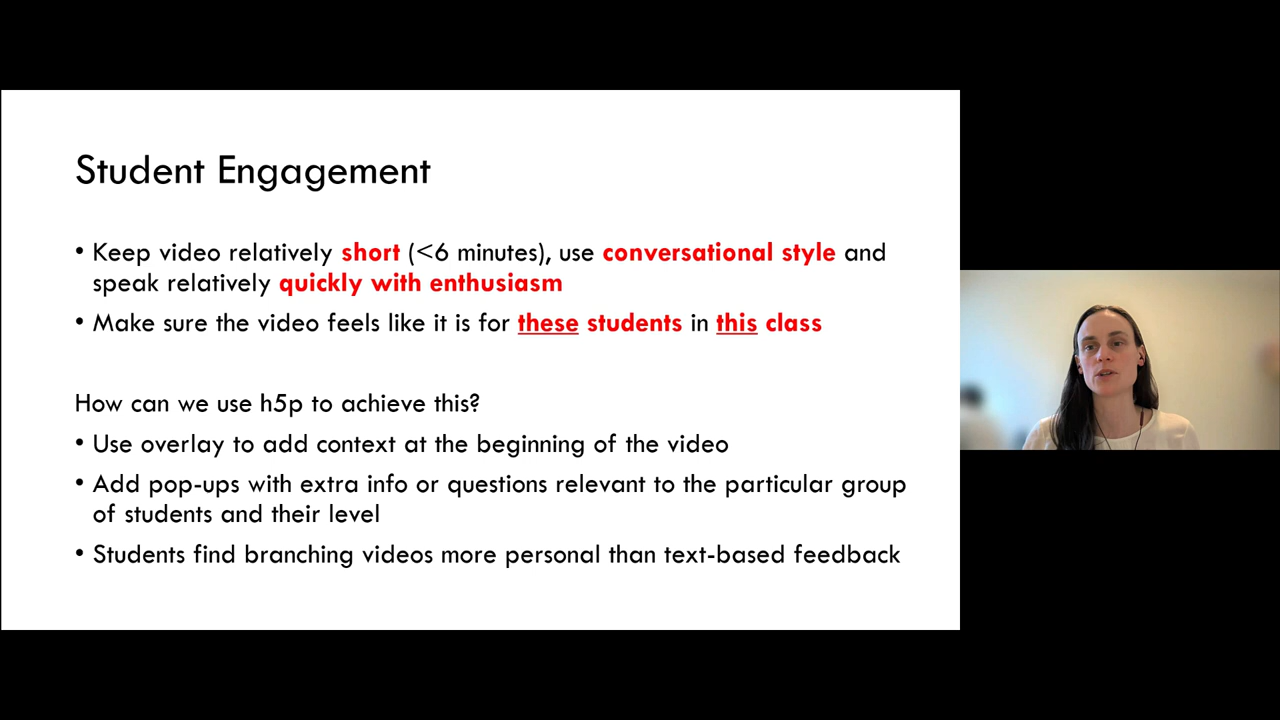 Student Engagement
• Keep video relatively short (<6 minutes), use conversational style and
speak relatively quickly with enthusiasm
• Make sure the video feels like it is for these students in this class
How can we use h5p to achieve this?
• Use overlay to add context at the beginning of the video
• Add pop-ups with extra info or questions relevant to the particular group
of students and their level
• Students find branching videos more personal than text-based feedback